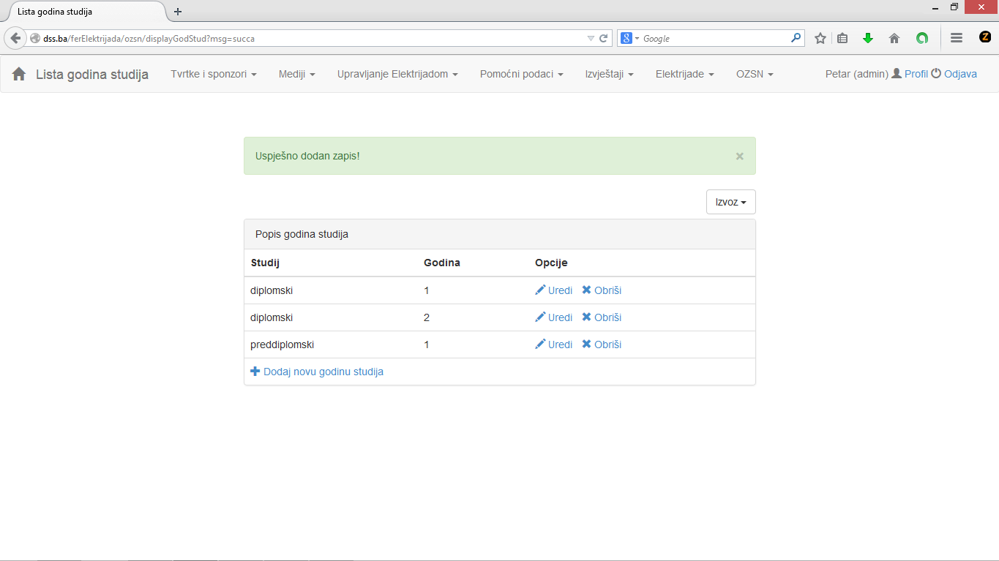 Lista godina studija
dss.ba/ferElektrijada/ozsn/displayGodStud?msg=succa
Google
Lista godina studija Tvrtke i sponzori Mediji Upravljanje Elektrijadom Pomoćni podaci Izvještaji Elektrijade OZSN Petar (admin) Profil Odjava
Uspješno dodan zapis!
Izvoz
Popis godina studija
Studij Godina Opcije
diplomski 1 Uredi Obriši
diplomski 2 Uredi Obriši
preddiplomski 1 Uredi Obriši
Dodaj novu godinu studija